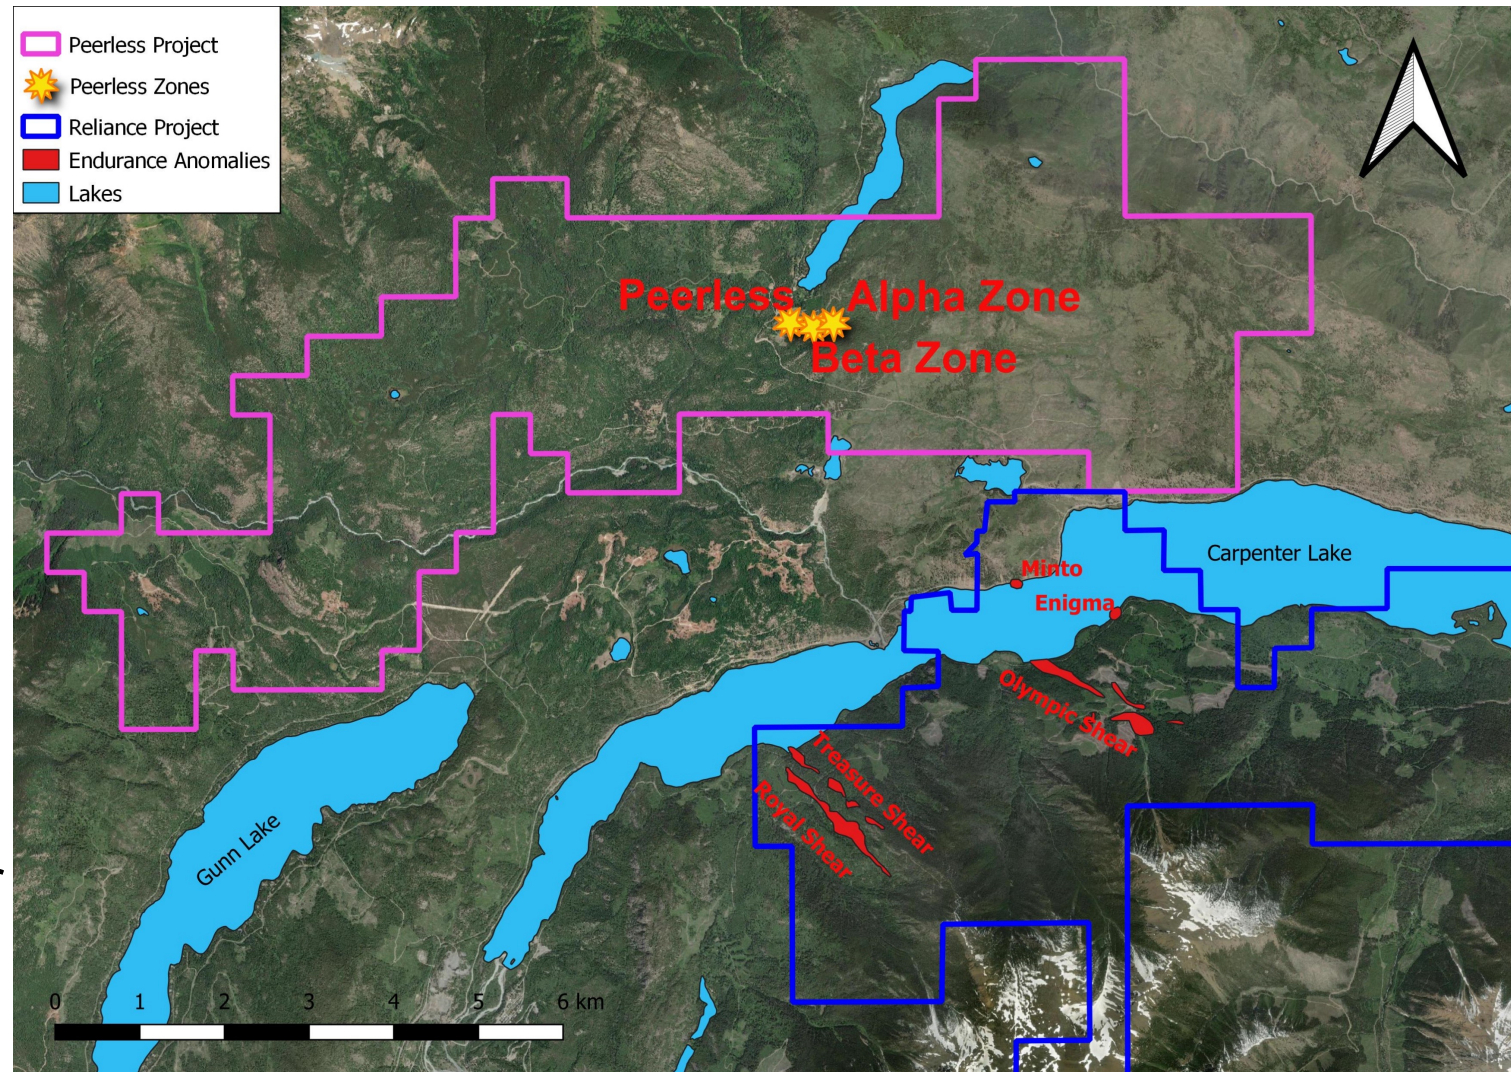 Peerless Project
Peerless Zones
Reliance Project
Endurance Anomalies
Lakes
Peerless
Alpha Zone
Beta Zone
Carpenter Lake
Minto
Enigma
Olympic Shear
Treasure Shear
Royal Shear
Gunn Lake
0 1 2 3 4 5 6 km